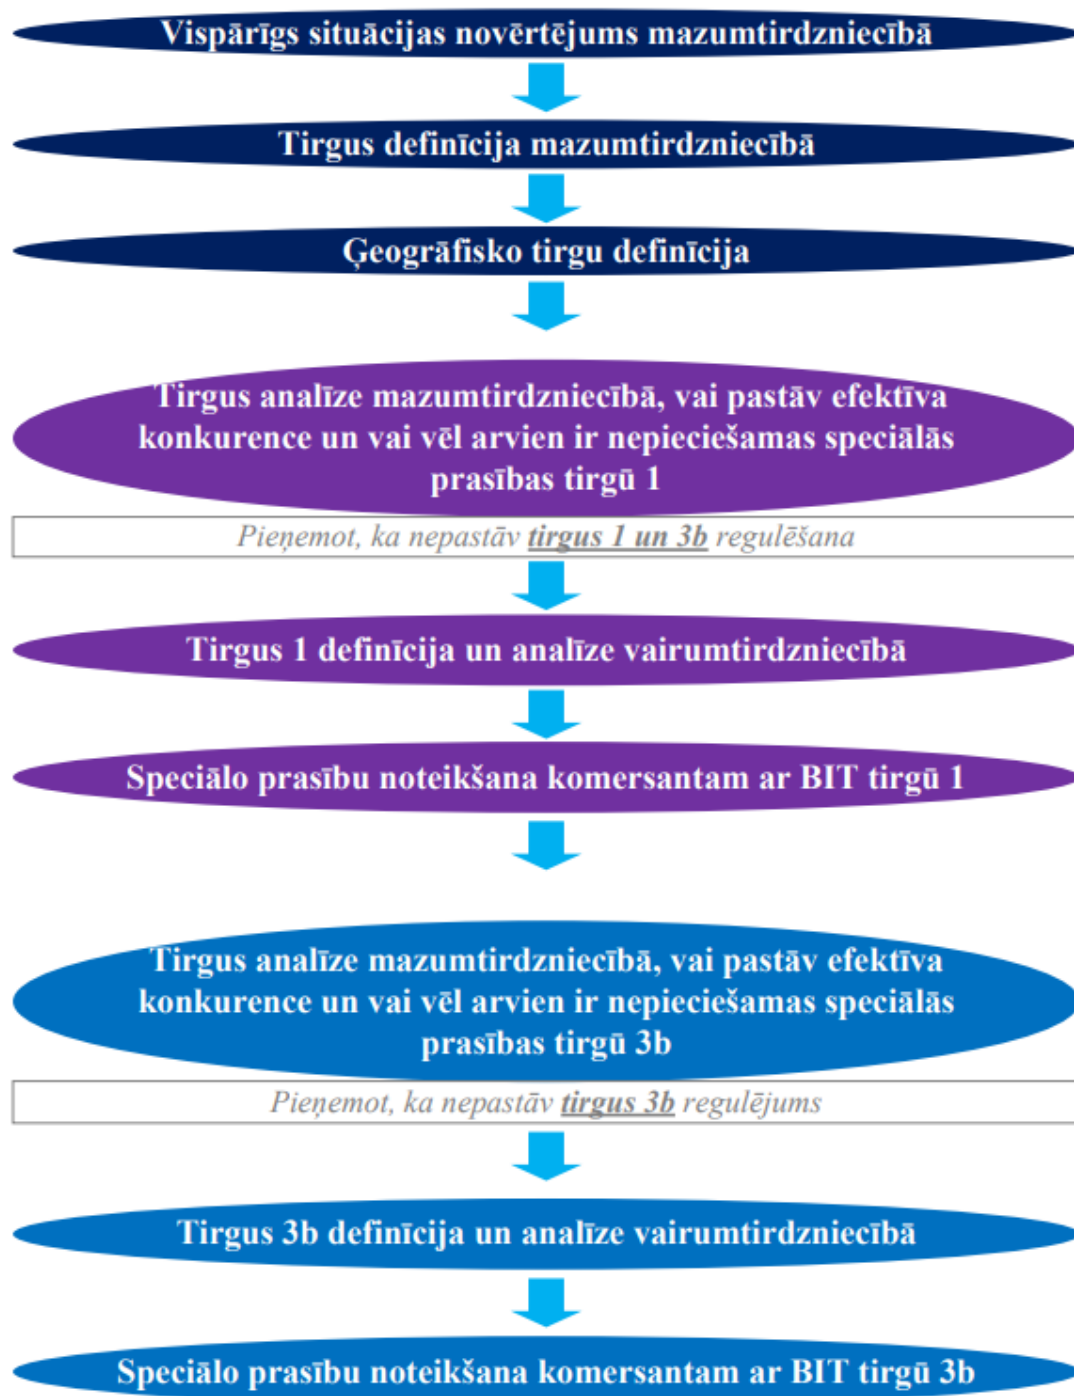 Vispārīgs situācijas novērtējums mazumtirdzniecībā
Tirgus definīcija mazumtirdzniecībā
Ģeogrāfisko tirgu definīcija
Tirgus analīze mazumtirdzniecībā, vai pastāv efektīva
konkurence un vai vēl arvien ir nepieciešamas speciālās
prasības tirgū 1
Pieņemot, ka nepastāv tirgus 1 un 3b regulēšana
Tirgus 1 definīcija un analīze vairumtirdzniecībā
Speciālo prasību noteikšana komersantam ar BIT tirgū 1
Tirgus analīze mazumtirdzniecībā, vai pastāv efektīva
konkurence un vai vēl arvien ir nepieciešamas speciālās
prasības tirgū 3b
Pieņemot, ka nepastāv tirgus 3b regulējums
Tirgus 3b definīcija un analīze vairumtirdzniecībā
Speciālo prasību noteikšana komersantam ar BIT tirgū 3b